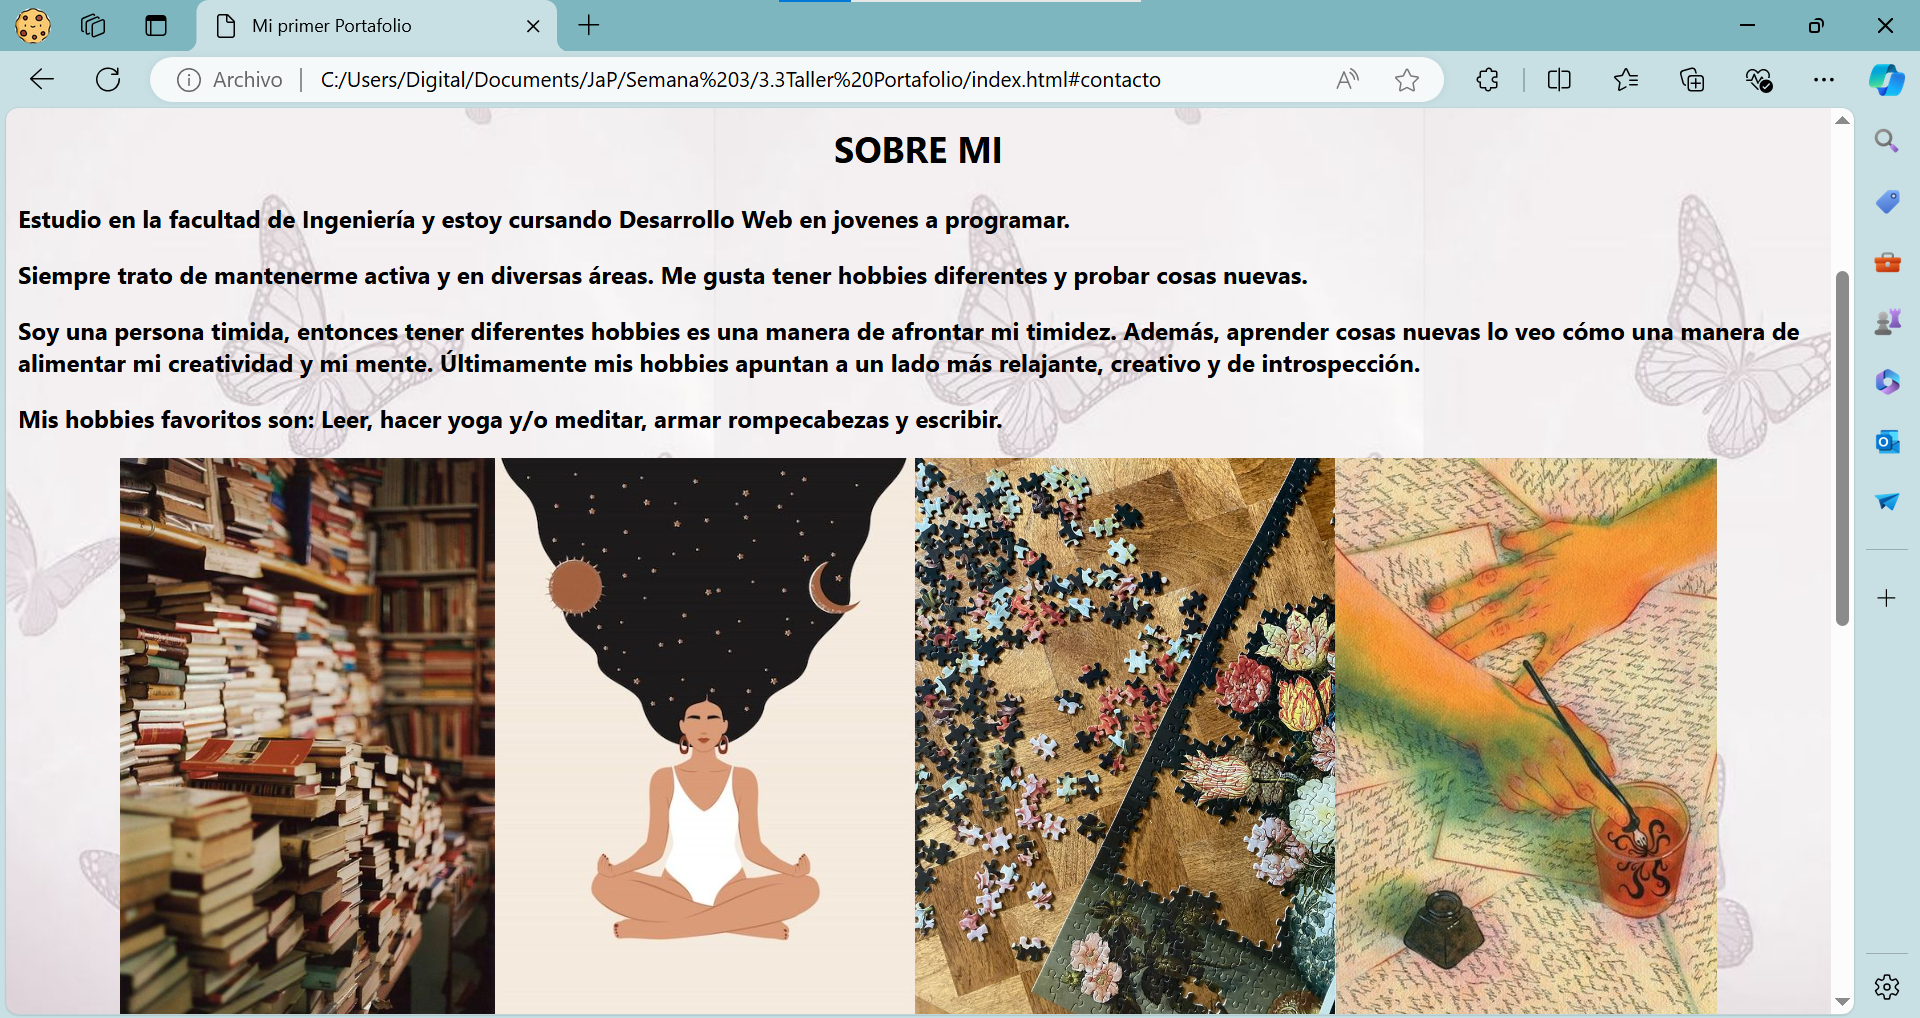 Mi primer Portafolio
Archivo
C:/Users/Digital/Documents/JaP/Semana%203/3.3Taller%20Portafolio/index.html#contacto
SOBRE MI
Estudio en la facultad de Ingeniería y estoy cursando Desarrollo Web en jovenes a programar.
Siempre trato de mantenerme activa y en diversas áreas. Me gusta tener hobbies diferentes y probar cosas nuevas.
Soy una persona timida, entonces tener diferentes hobbies es una manera de afrontar mi timidez. Además, aprender cosas nuevas lo veo cómo una manera de
alimentar mi creatividad y mi mente. Últimamente mis hobbies apuntan a un lado más relajante, creativo y de introspección.
Mis hobbies favoritos son: Leer, hacer yoga y/o meditar, armar rompecabezas y escribir.